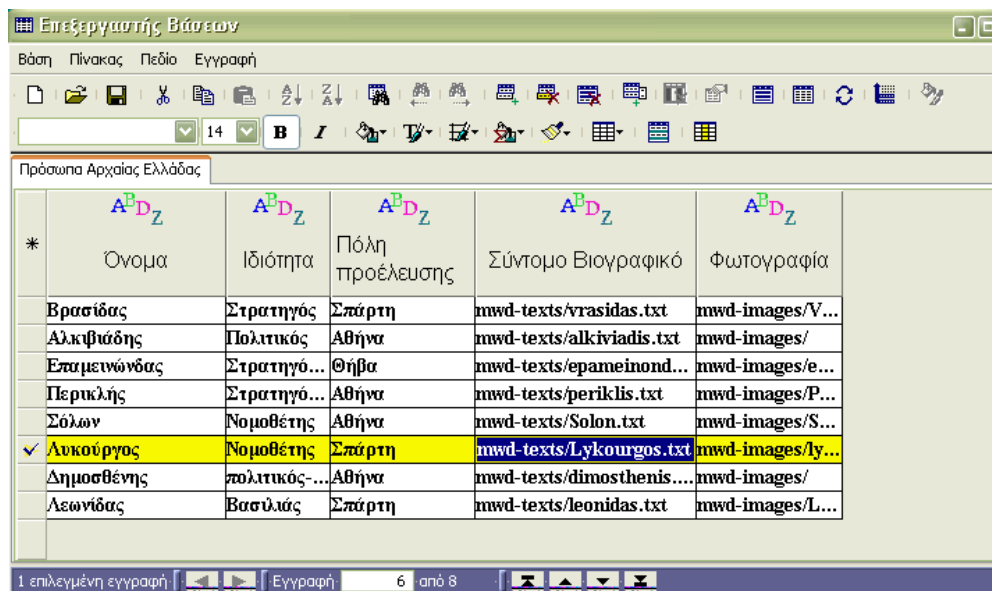 Επεξεργαστής Βάσεων
Βάση Πίνακας Πεδίο Εγγραφή
14 B I
Πρόσωπα Αρχαίας Ελλάδας
ABDZ ABDZ ABDZ ABDZ ABDZ
* Όνομα Ιδιότητα Πόλη προέλευσης Σύντομο Βιογραφικό Φωτογραφία
Βρασίδας Στρατηγός Σπάρτη mwd-texts/vrasidas.txt mwd-images/V...
Αλκιβιάδης Πολιτικός Αθήνα mwd-texts/alkiviadis.txt mwd-images/
Επαμεινώνδας Στρατηγό... Θήβα mwd-texts/epameinond... mwd-images/e...
Περικλής Στρατηγό... Αθήνα mwd-texts/periklis.txt mwd-images/P...
Σόλων Νομοθέτης Αθήνα mwd-texts/Solon.txt mwd-images/S...
Λυκούργος Νομοθέτης Σπάρτη mwd-texts/Lykourgos.txt mwd-images/ly...
Δημοσθένης πολιτικός-... Αθήνα mwd-texts/dimosthenis.... mwd-images/
Λεωνίδας Βασιλιάς Σπάρτη mwd-texts/leonidas.txt mwd-images/L...
1 επιλεγμένη εγγραφή Εγγραφή 6 από 8